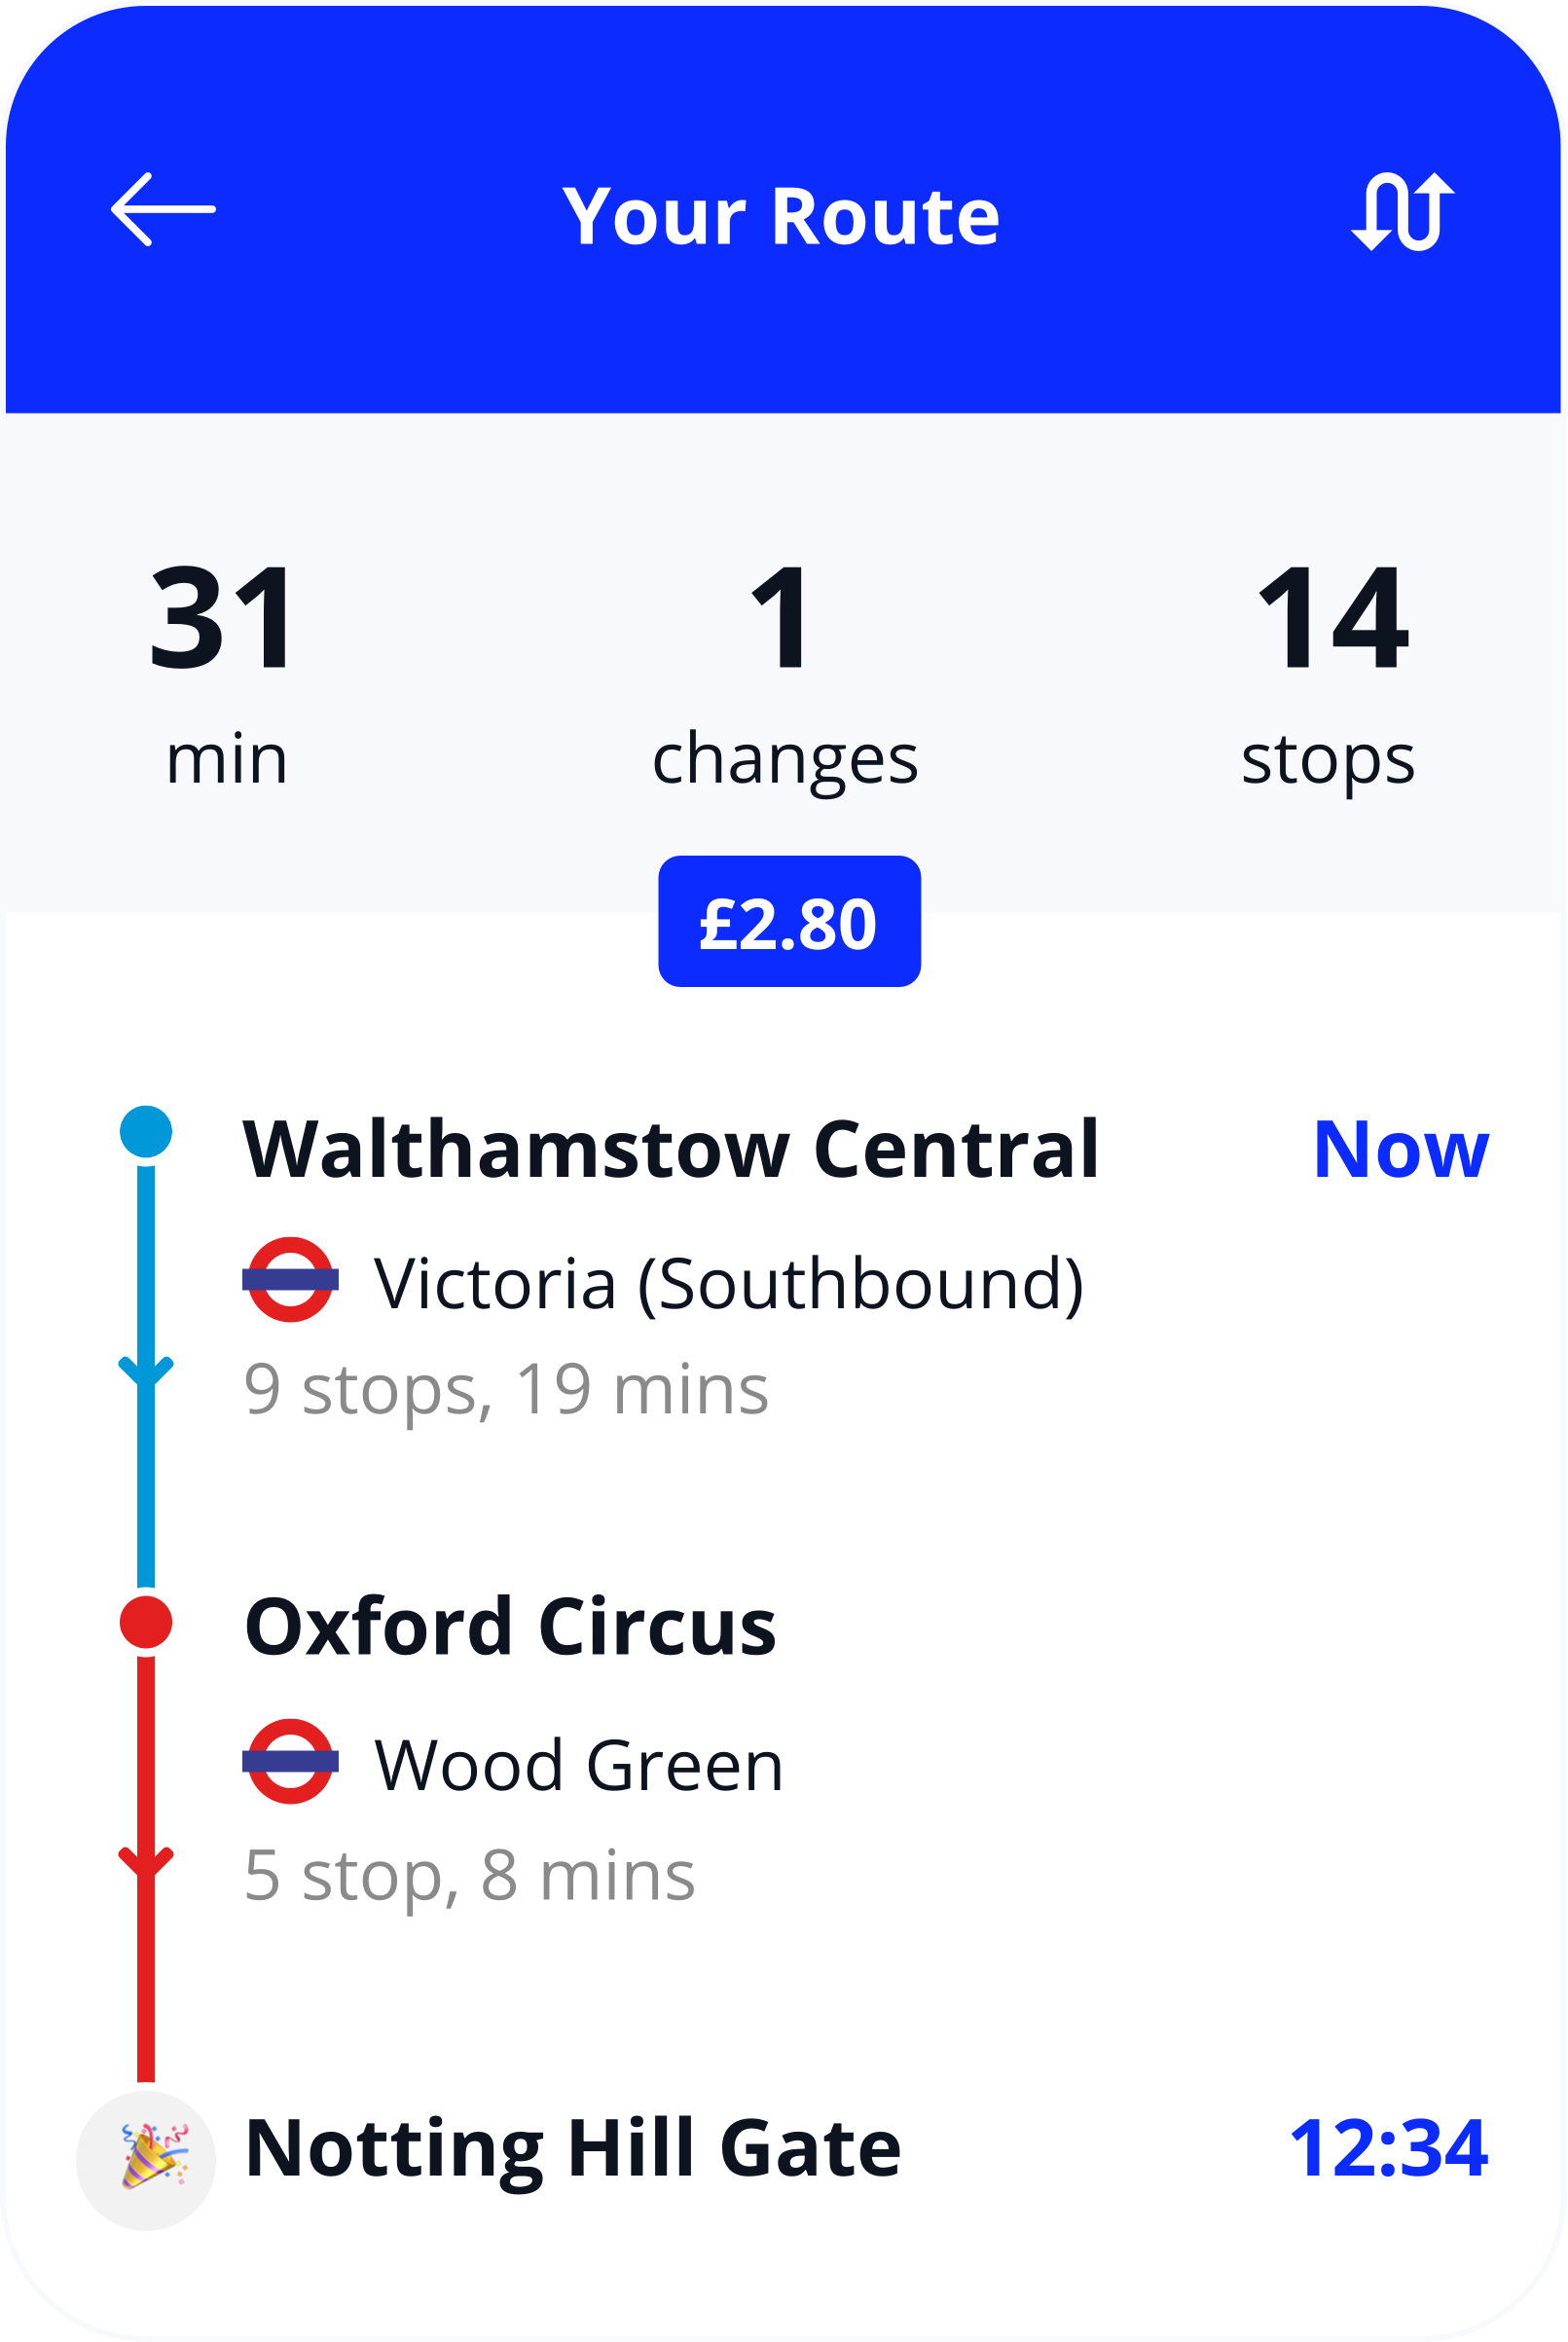 Your Route
31
1
14
min
changes
stops
£2.80
Walthamstow Central
Now
Victoria (Southbound)
9 stops, 19 mins
Oxford Circus
Wood Green
5 stop, 8 mins
Notting Hill Gate
12:34